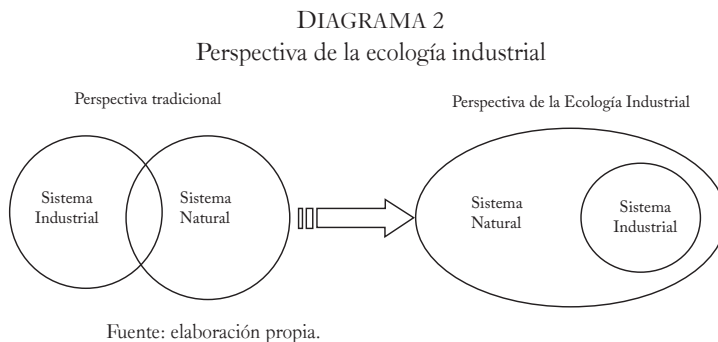 DIAGRAMA 2
Perspectiva de la ecología industrial
Perspectiva tradicional
Perspectiva de la Ecología Industrial
Sistema
Industrial
Sistema
Natural
Sistema
Natural
Sistema
Industrial
Fuente: elaboración propia.